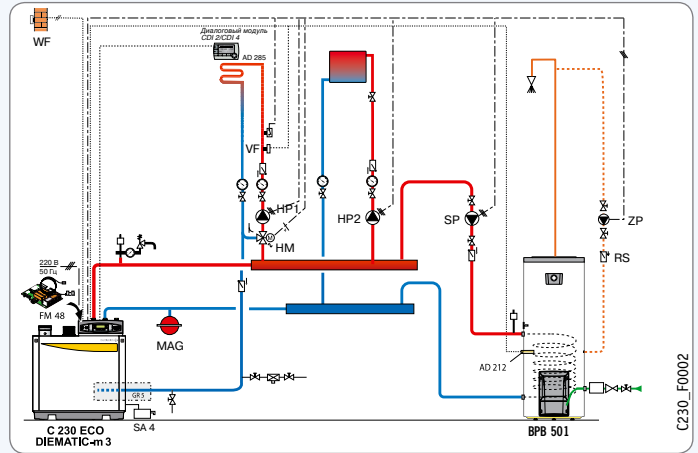 WF
Диалоговый модуль
CDI 2/CDI 4
AD 285
VF
HP1
M
HM
HP2
SP
ZP
RS
220 В
50 Гц
FM 48
MAG
AD 212
GR 5
SA 4
C 230 ECO
DIEMATIC-m 3
BPB 501
C230_F0002